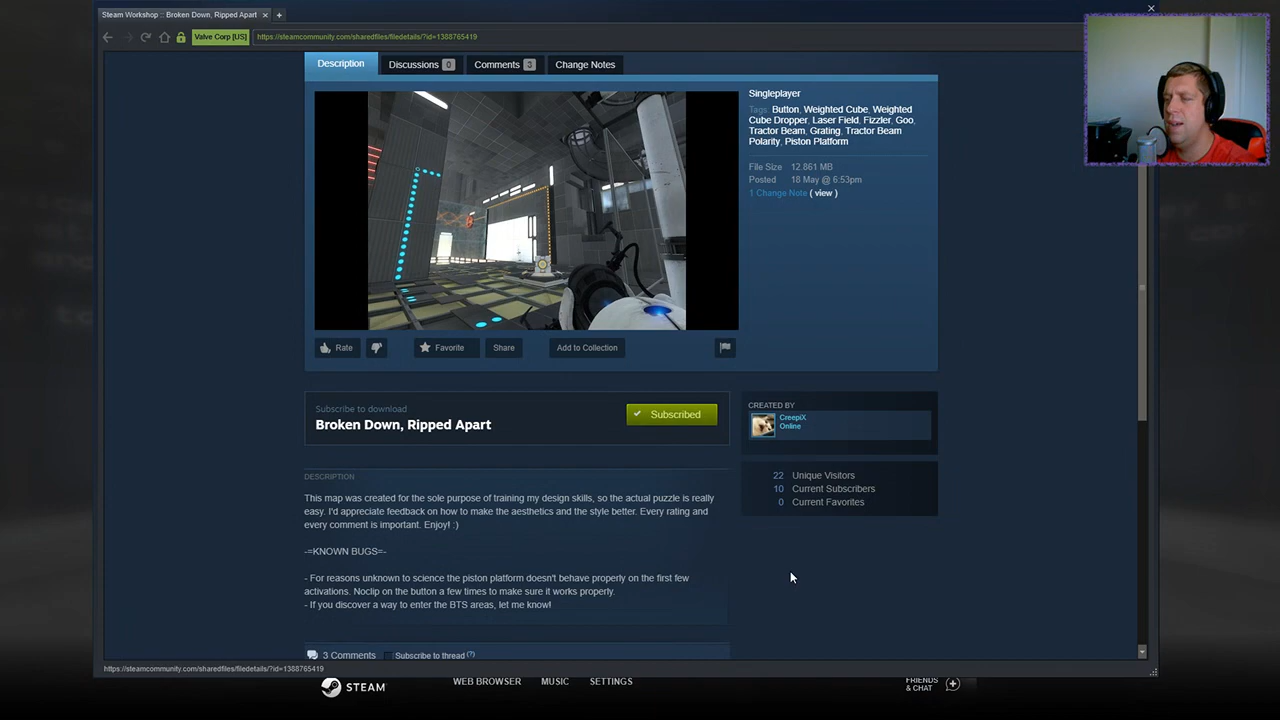 Steam Workshop :: Broken Down, Ripped Apart
Valve Corp [US]
https://steamcommunity.com/sharedfiles/filedetails/?id=1388765419
Description
Discussions 0
Comments 3
Change Notes
Singleplayer
Tags: Button, Weighted Cube, Weighted
Cube Dropper, Laser Field, Fizzler, Goo,
Tractor Beam, Grating, Tractor Beam
Polarity, Piston Platform
File Size 12.861 MB
Posted 18 May @ 6:53pm
1 Change Note ( view )
Rate
Favorite
Share
Add to Collection
Subscribe to download
Broken Down, Ripped Apart
Subscribed
CREATED BY
CreepiX
Online
22 Unique Visitors
10 Current Subscribers
0 Current Favorites
DESCRIPTION
This map was created for the sole purpose of training my design skills, so the actual puzzle is really
easy. I'd appreciate feedback on how to make the aesthetics and the style better. Every rating and
every comment is important. Enjoy! :)
-=KNOWN BUGS=-
- For reasons unknown to science the piston platform doesn't behave properly on the first few
activations. Noclip on the button a few times to make sure it works properly.
- If you discover a way to enter the BTS areas, let me know!
3 Comments
Subscribe to thread (?)
https://steamcommunity.com/sharedfiles/filedetails/?id=1388765419
STEAM
WEB BROWSER
MUSIC
SETTINGS
FRIENDS
& CHAT